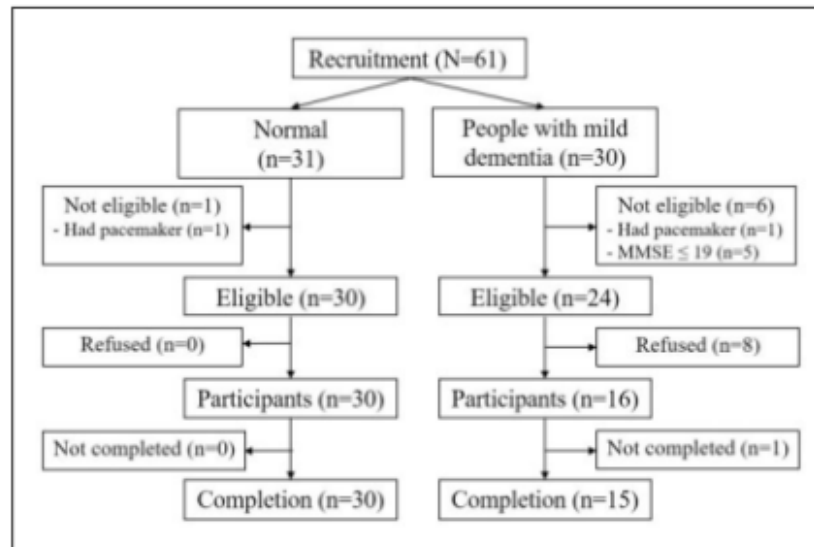 Recruitment (N=61)
Normal
(n=31)
People with mild
dementia (n=30)
Not eligible (n=1)
- Had pacemaker (n=1)
Not eligible (n=6)
- Had pacemaker (n=1)
- MMSE ≤ 19 (n=5)
Eligible (n=30)
Eligible (n=24)
Refused (n=0)
Refused (n=8)
Participants (n=30)
Participants (n=16)
Not completed (n=0)
Not completed (n=1)
Completion (n=30)
Completion (n=15)